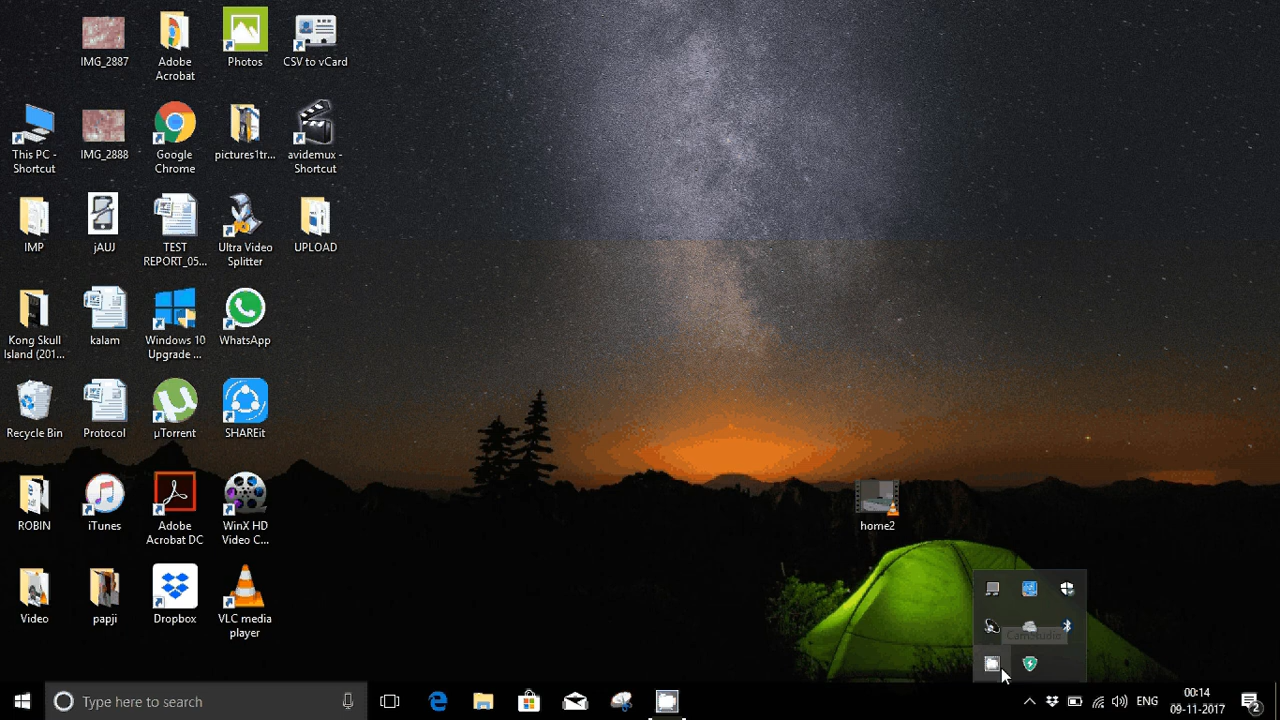 IMG_2887
Adobe
Acrobat
Photos
CSV to vCard
This PC -
Shortcut
IMG_2888
Google
Chrome
pictures1tr...
avidemux -
Shortcut
IMP
jAUJ
TEST
REPORT_05...
Ultra Video
Splitter
UPLOAD
Kong Skull
Island (201...
kalam
Windows 10
Upgrade ...
WhatsApp
Recycle Bin
Protocol
µTorrent
SHAREit
ROBIN
iTunes
Adobe
Acrobat DC
WinX HD
Video C...
home2
Video
papji
Dropbox
VLC media
player
CamStudio
Type here to search
ENG
00:14
09-11-2017
2